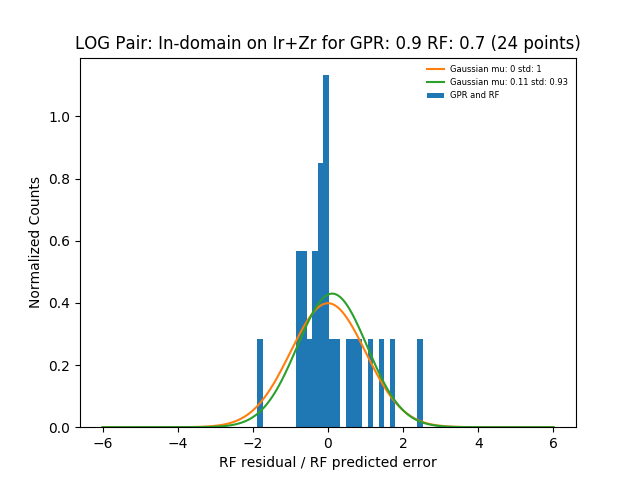 LOG Pair: In-domain on Ir+Zr for GPR: 0.9 RF: 0.7 (24 points)
Gaussian mu: 0 std: 1
Gaussian mu: 0.11 std: 0.93
GPR and RF
Normalized Counts
1.0
0.8
0.6
0.4
0.2
0.0
−6 −4 −2 0 2 4 6
RF residual / RF predicted error